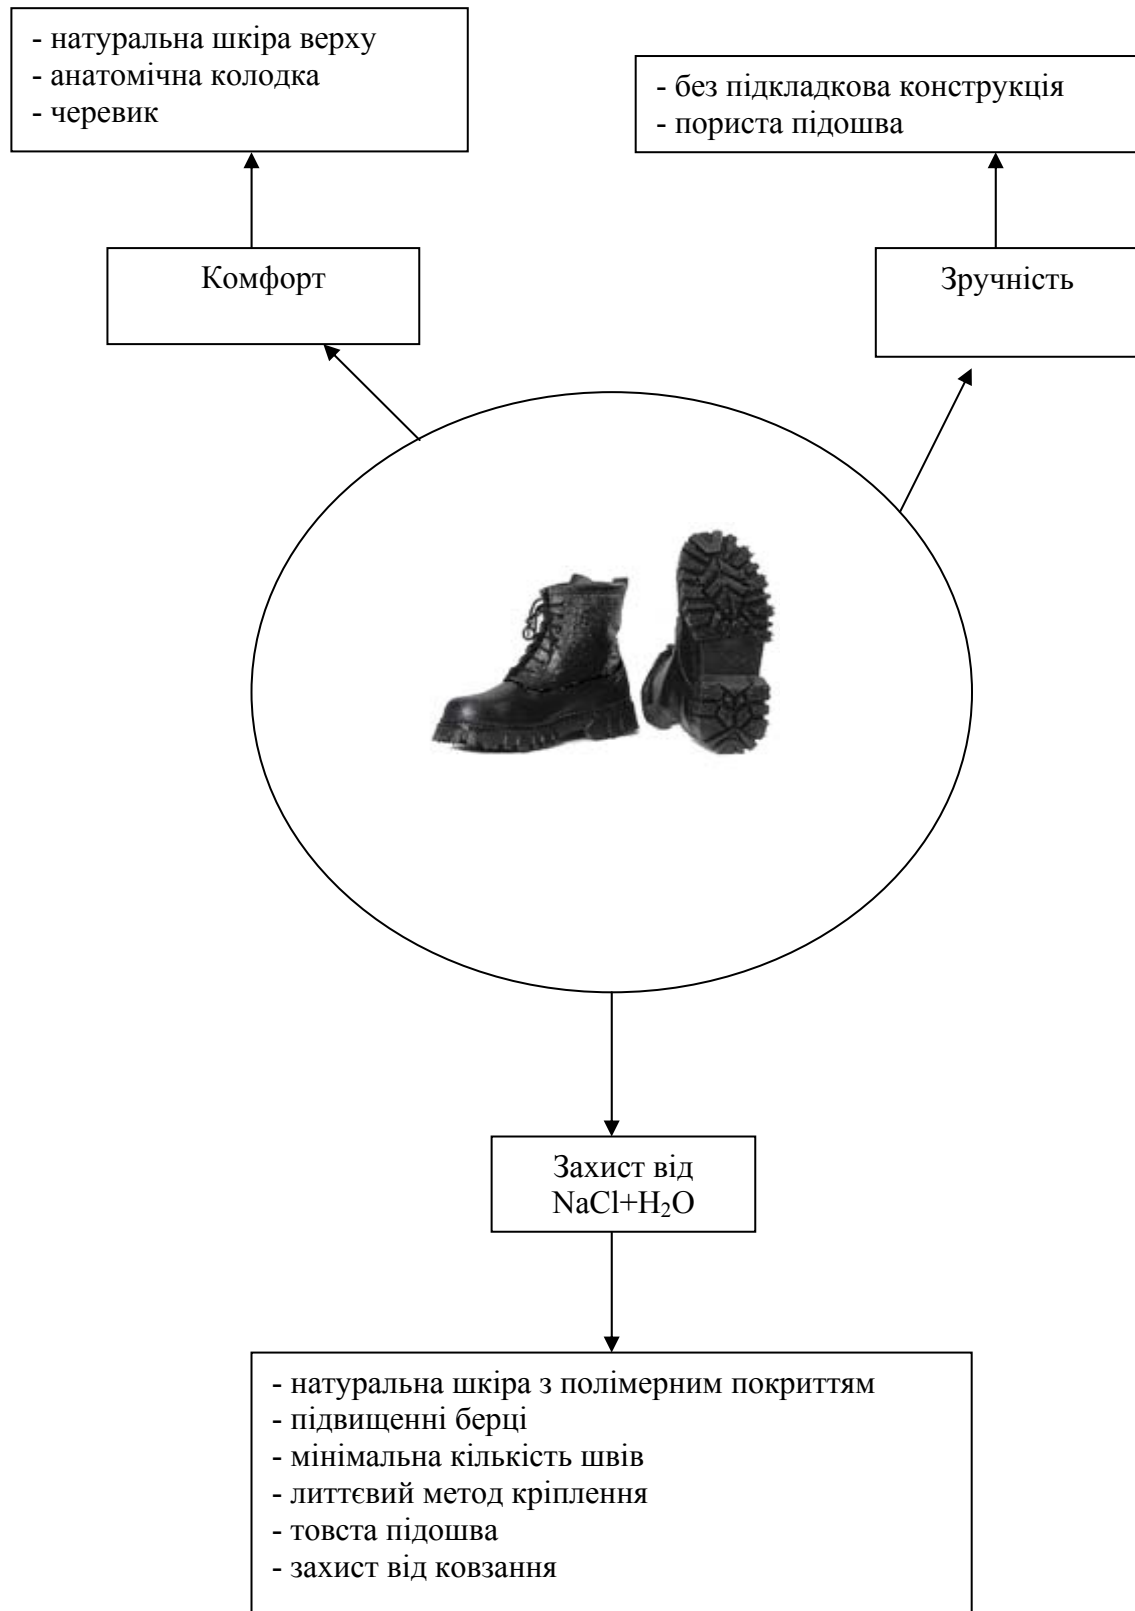 - натуральна шкіра верху
- анатомічна колодка
- черевик
- без підкладкова конструкція
- пориста підошва
Комфорт
Зручність
Захист від
NaCl+H₂O
- натуральна шкіра з полімерним покриттям
- підвищенні берці
- мінімальна кількість швів
- литтєвий метод кріплення
- товста підошва
- захист від ковзання